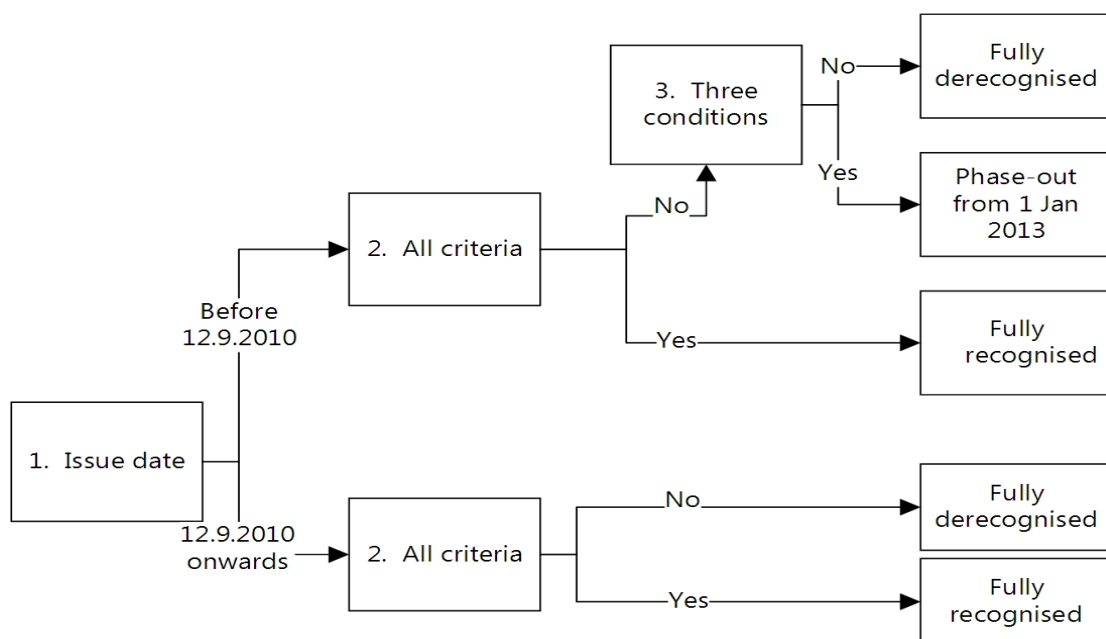 Fully
derecognised
No
3. Three
conditions
Yes
Phase-out
from 1 Jan
2013
No
2. All criteria
Before
12.9.2010
Yes
Fully
recognised
1. Issue date
12.9.2010
onwards
2. All criteria
No
Fully
derecognised
Yes
Fully
recognised